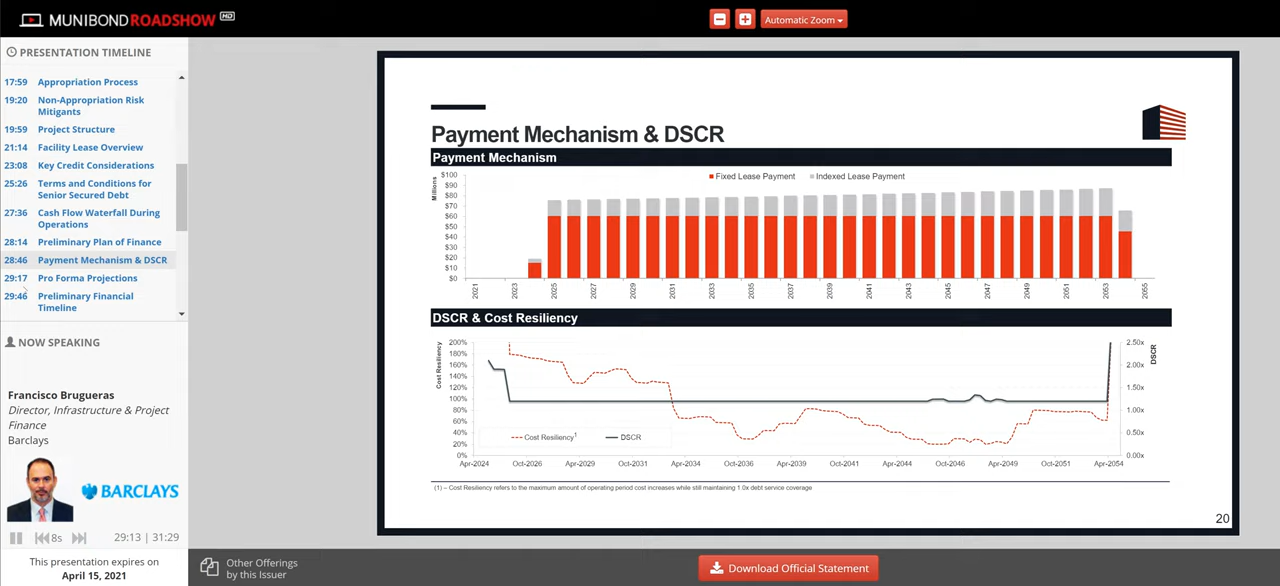 MUNIBONDROADSHOW HD
Automatic Zoom
PRESENTATION TIMELINE
17:59 Appropriation Process
19:20 Non-Appropriation Risk
Mitigants
19:59 Project Structure
21:14 Facility Lease Overview
23:08 Key Credit Considerations
25:26 Terms and Conditions for
Senior Secured Debt
27:36 Cash Flow Waterfall During
Operations
28:14 Preliminary Plan of Finance
28:46 Payment Mechanism & DSCR
29:17 Pro Forma Projections
29:46 Preliminary Financial
Timeline
NOW SPEAKING
Francisco Brugueras
Director, Infrastructure & Project
Finance
Barclays
BARCLAYS
8s 29:13 | 31:29
This presentation expires on
April 15, 2021
Payment Mechanism & DSCR
Payment Mechanism
Fixed Lease Payment Indexed Lease Payment
Millions
$100
$90
$80
$70
$60
$50
$40
$30
$20
$10
$0
2021 2023 2025 2027 2029 2031 2033 2035 2037 2039 2041 2043 2045 2047 2049 2051 2053 2055
DSCR & Cost Resiliency
Cost Resiliency
200%
180%
160%
140%
120%
100%
80%
60%
40%
20%
0%
2.50x
2.00x
1.50x
1.00x
0.50x
0.00x
DSCR
Cost Resiliency1 DSCR
Apr-2024 Oct-2026 Apr-2029 Oct-2031 Apr-2034 Oct-2036 Apr-2039 Oct-2041 Apr-2044 Oct-2046 Apr-2049 Oct-2051 Apr-2054
(1) – Cost Resiliency refers to the maximum amount of operating period cost increases while still maintaining 1.0x debt service coverage
20
Other Offerings
by this Issuer
Download Official Statement